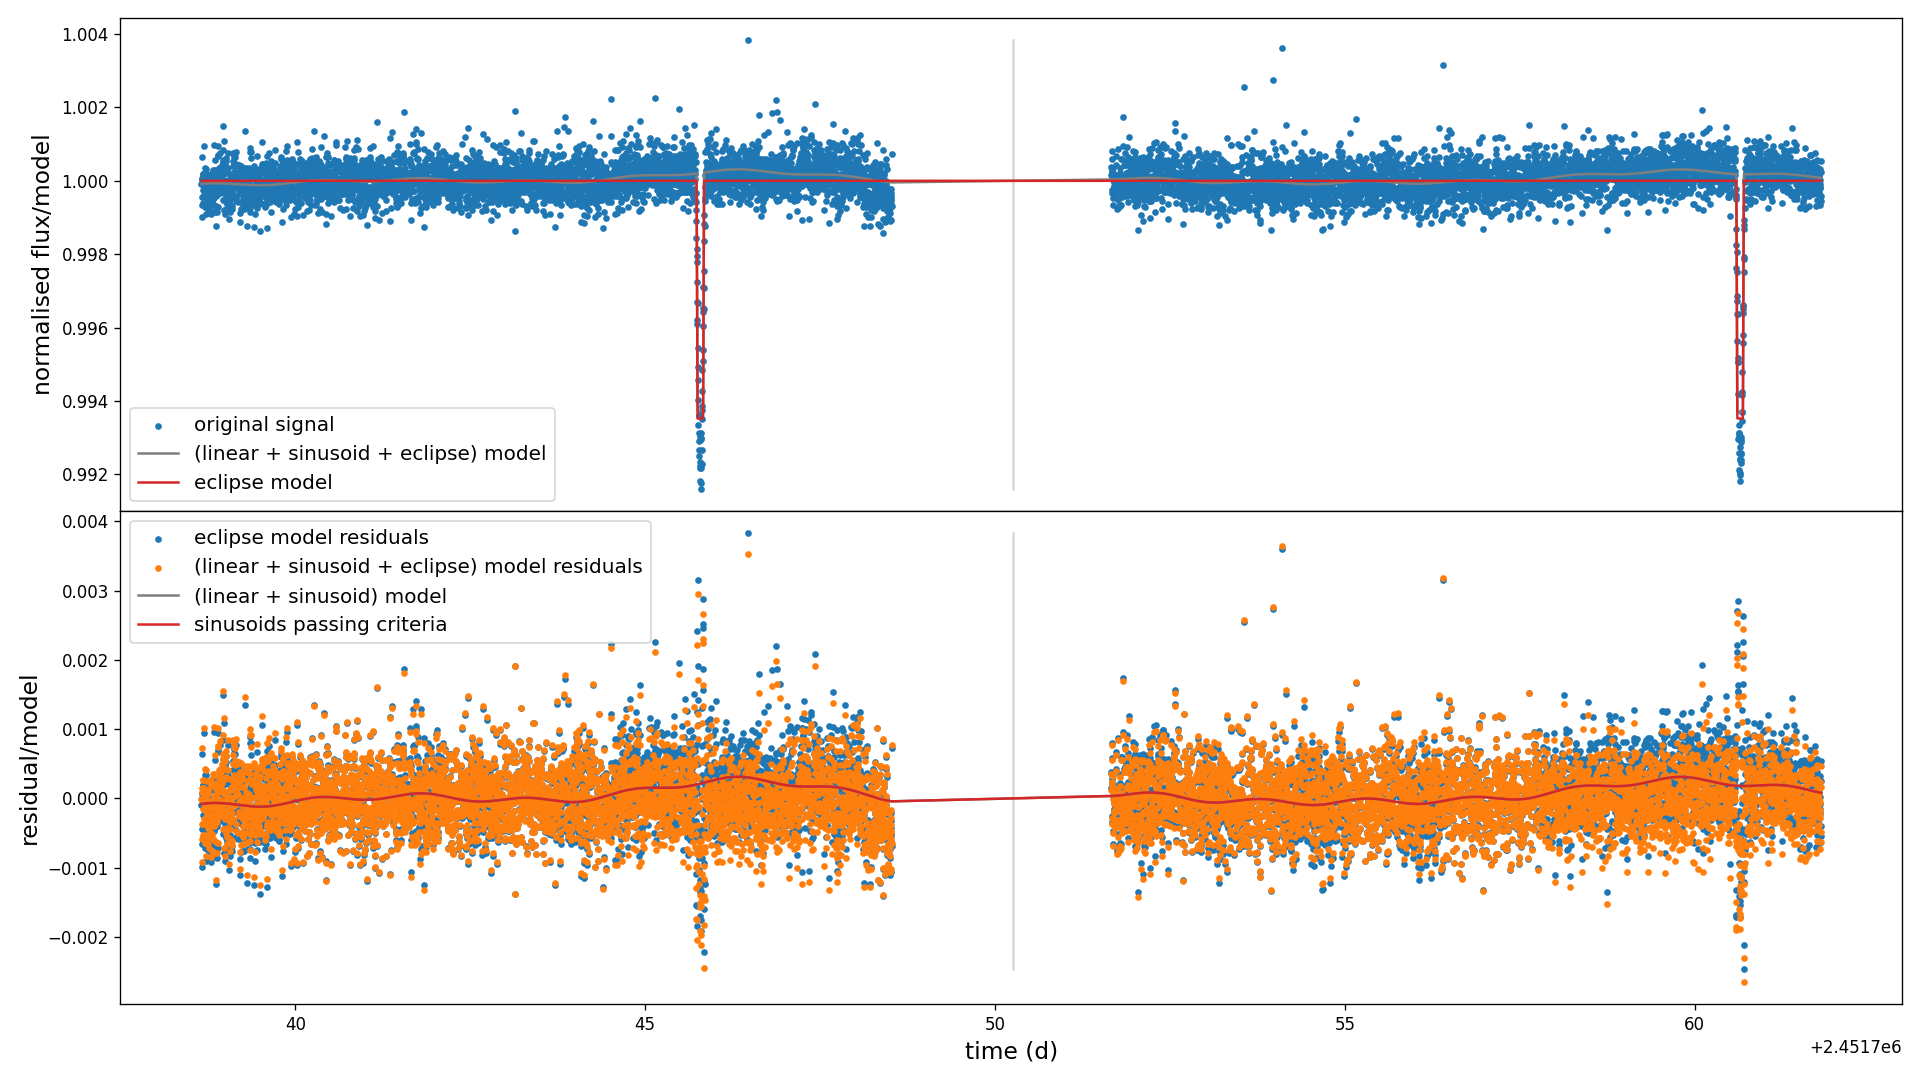 normalised flux/model
1.004
1.002
1.000
0.998
0.996
0.994
0.992
original signal
(linear + sinusoid + eclipse) model
eclipse model
residual/model
0.004
0.003
0.002
0.001
0.000
−0.001
−0.002
eclipse model residuals
(linear + sinusoid + eclipse) model residuals
(linear + sinusoid) model
sinusoids passing criteria
40
45
50
55
60
time (d)
+2.4517e6